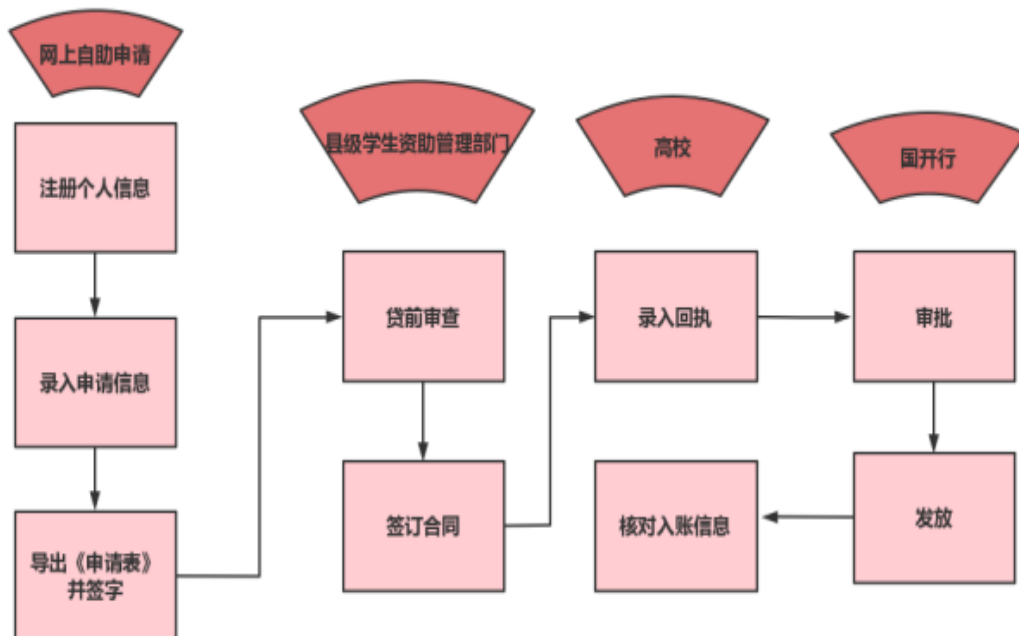 网上自助申请
注册个人信息
录入申请信息
导出《申请表》
并签字
县级学生资助管理部门
贷前审查
签订合同
高校
录入回执
核对入账信息
国开行
审批
发放